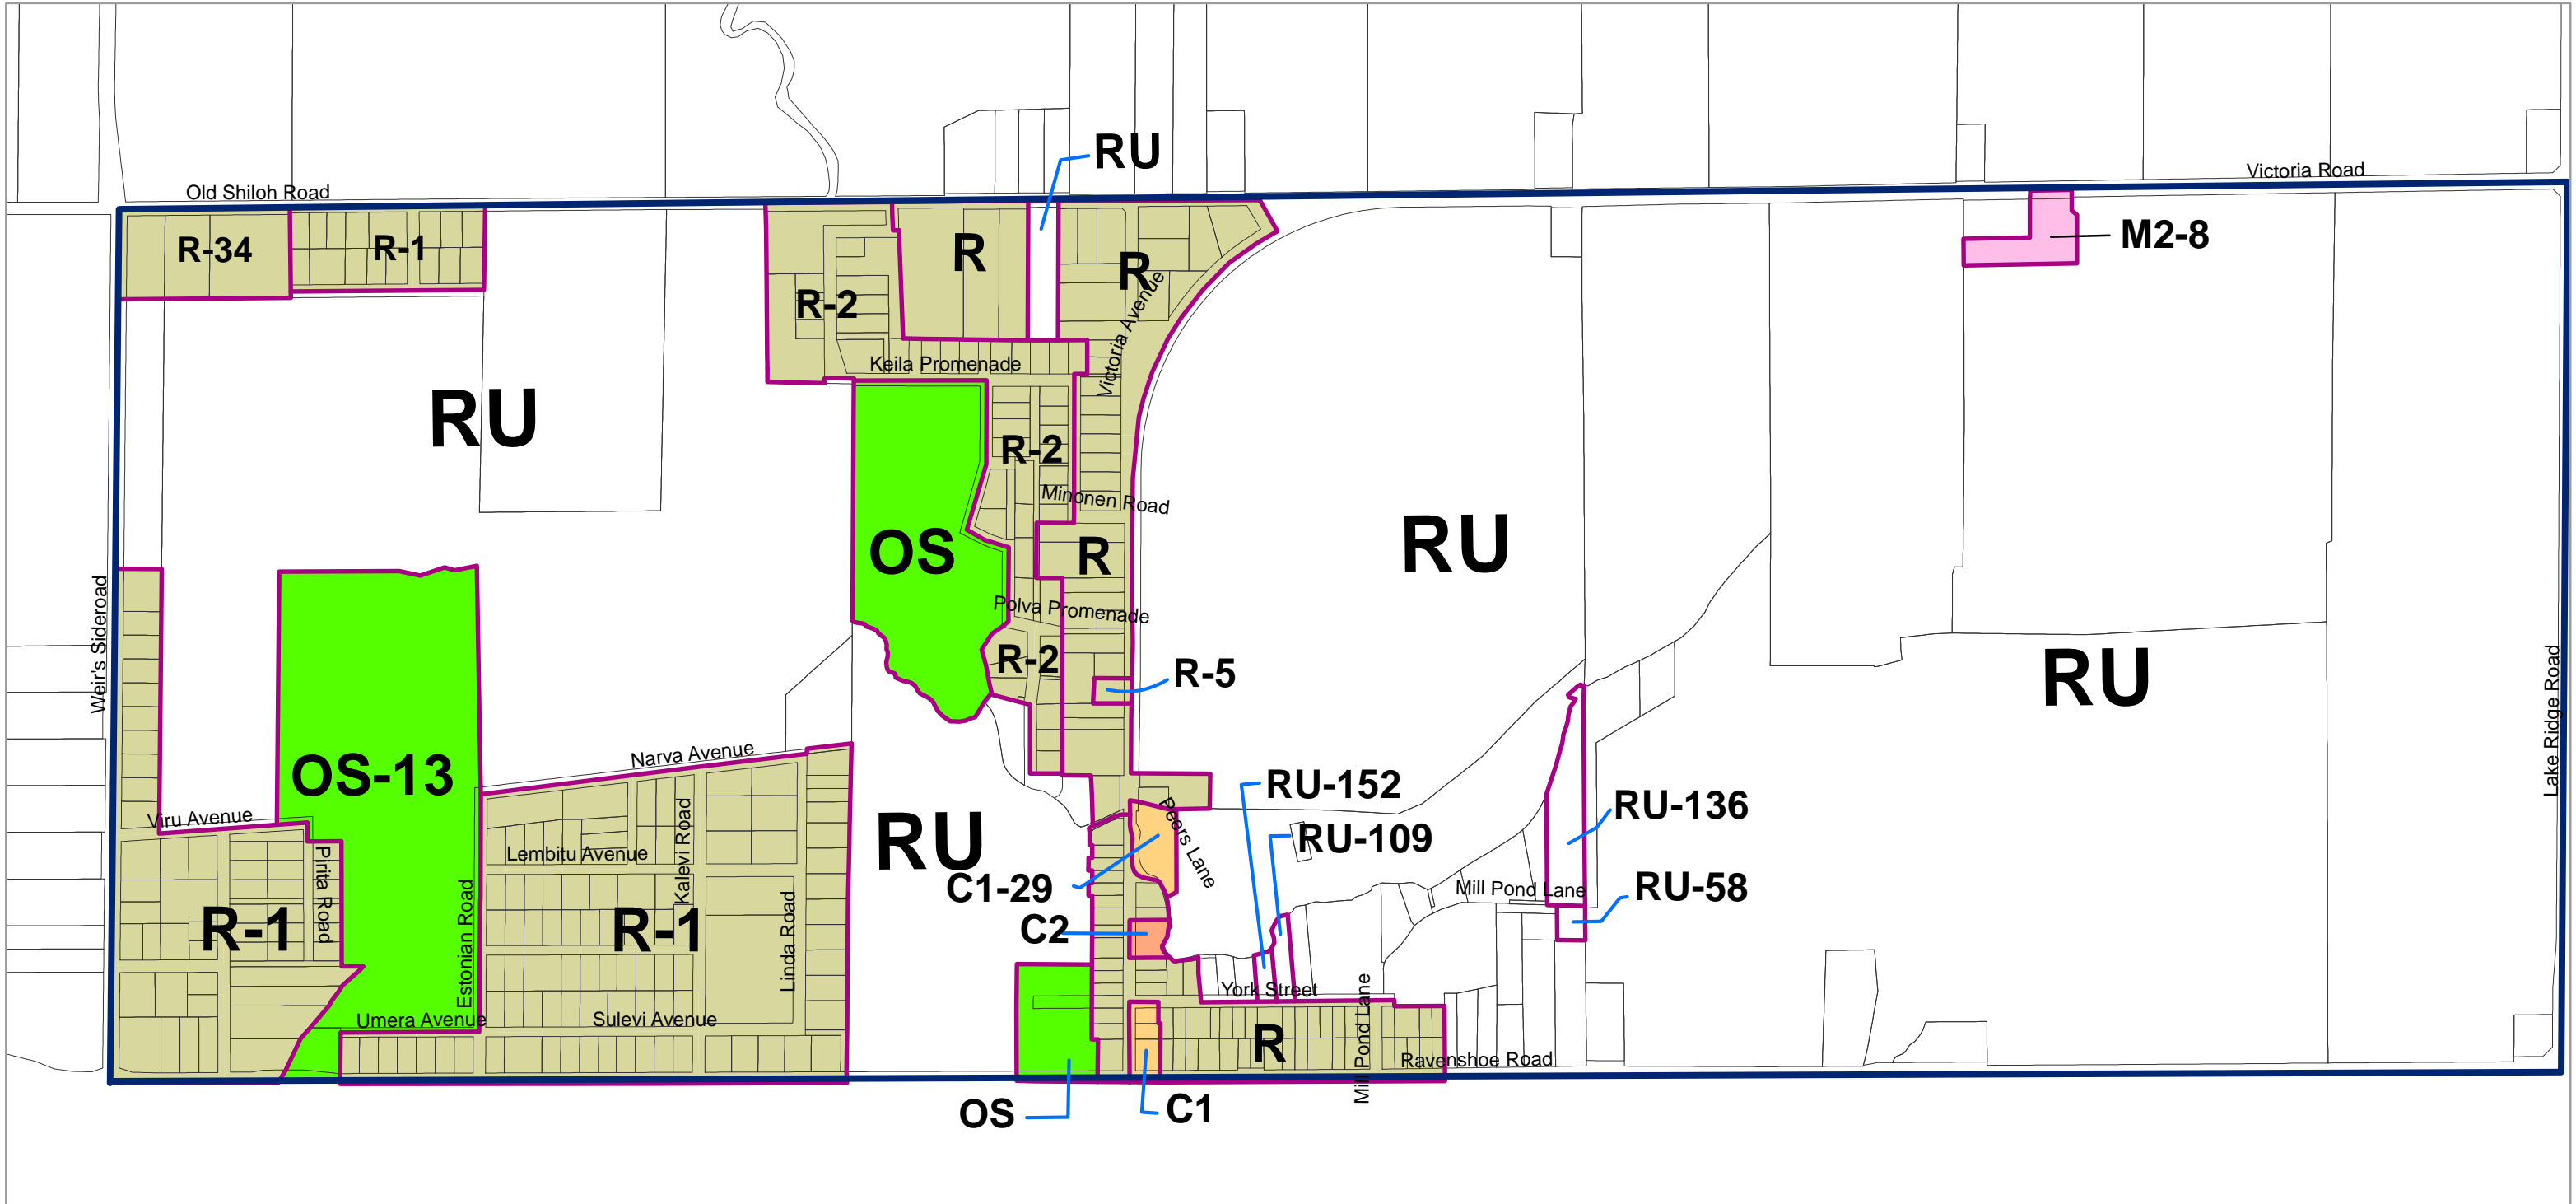 RU
Victoria Road
Old Shiloh Road
R-34
R-1
R
R
M2-8
R-2
Victoria Avenue
Keila Promenade
RU
R-2
Minonen Road
OS
R
RU
Polva Promenade
Weir's Sideroad
R-2
R-5
RU
Lake Ridge Road
Narva Avenue
OS-13
RU-152
RU-136
Viru Avenue
Peers Lane
RU-109
RU
Lembitu Avenue
Kalevi Road
C1-29
Mill Pond Lane
RU-58
Pirita Road
R-1
R-1
C2
Estonian Road
Linda Road
York Street
Umera Avenue
Sulevi Avenue
R
Mill Pond Lane
Ravenshoe Road
OS
C1